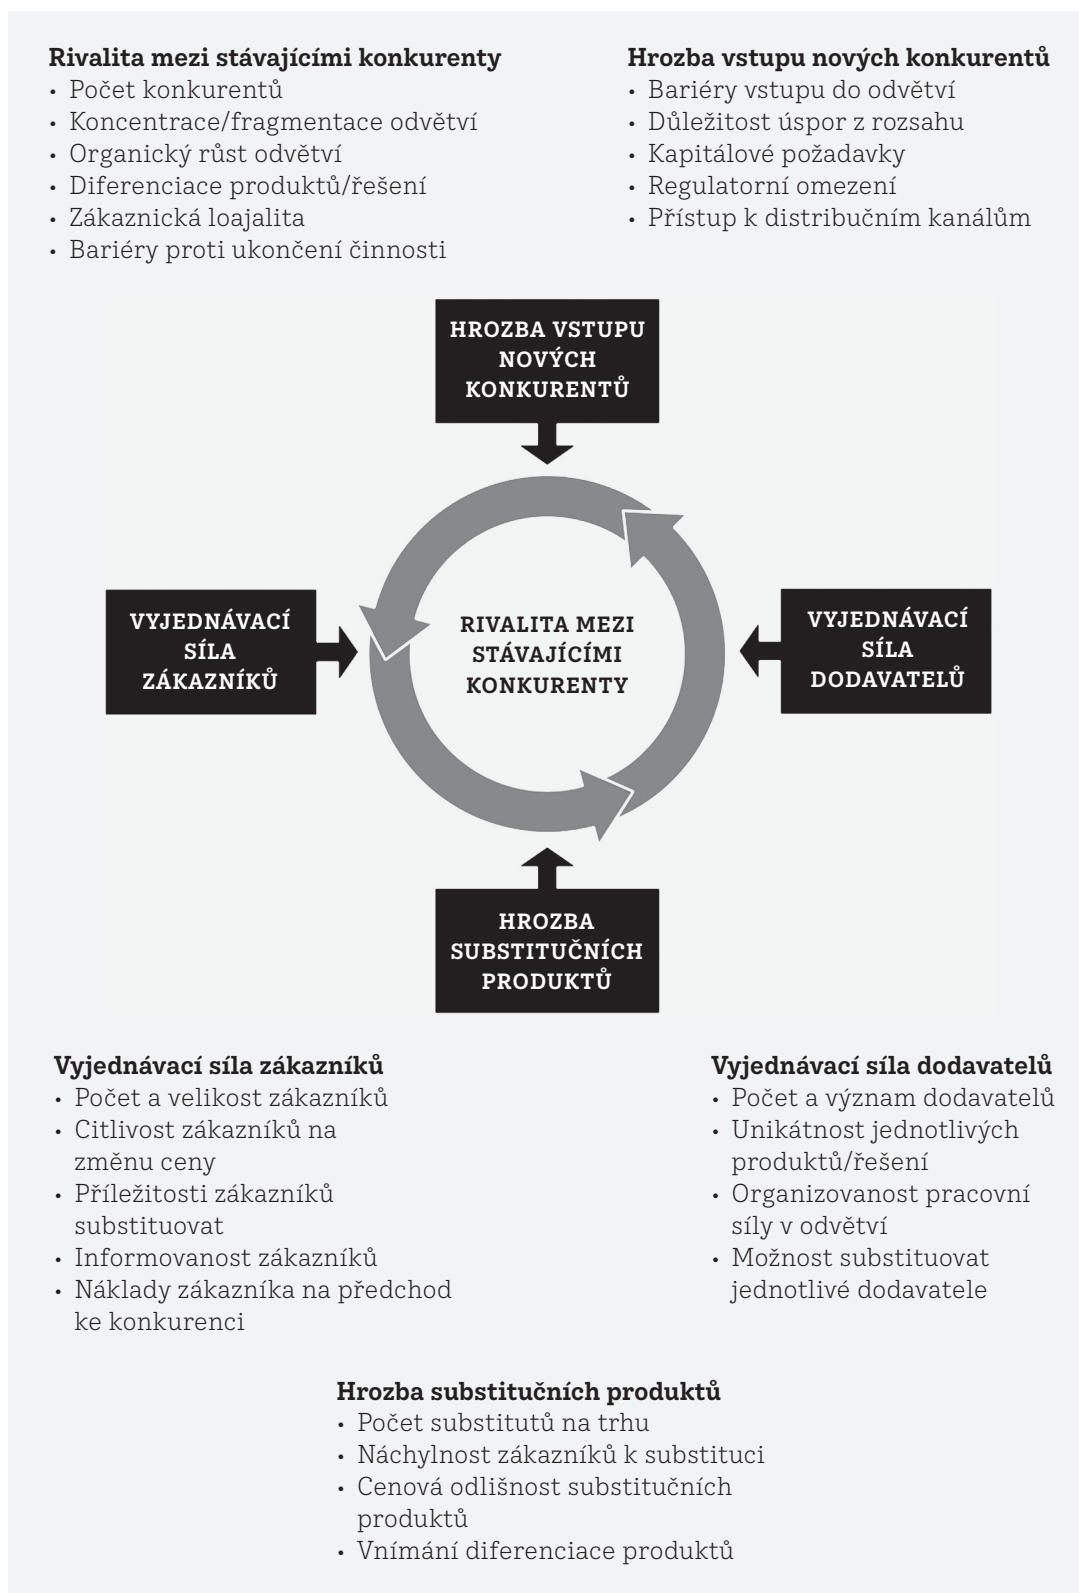 Rivalita mezi stávajícími konkurenty
• Počet konkurentů
• Koncentrace/fragmentace odvětví
• Organický růst odvětví
• Diferenciace produktů/řešení
• Zákaznická loajalita
• Bariéry proti ukončení činnosti
Hrozba vstupu nových konkurentů
• Bariéry vstupu do odvětví
• Důležitost úspor z rozsahu
• Kapitálové požadavky
• Regulatorní omezení
• Přístup k distribučním kanálům
HROZBA VSTUPU
NOVÝCH
KONKURENTŮ
VYJEDNÁVACÍ
SÍLA
ZÁKAZNÍKŮ
RIVALITA MEZI
STÁVAJÍCÍMI
KONKURENTY
VYJEDNÁVACÍ
SÍLA
DODAVATELŮ
HROZBA
SUBSTITUČNÍCH
PRODUKTŮ
Vyjednávací síla zákazníků
• Počet a velikost zákazníků
• Citlivost zákazníků na
změnu ceny
• Příležitosti zákazníků
substituovat
• Informovanost zákazníků
• Náklady zákazníka na předchod
ke konkurenci
Vyjednávací síla dodavatelů
• Počet a význam dodavatelů
• Unikátnost jednotlivých
produktů/řešení
• Organizovanost pracovní
síly v odvětví
• Možnost substituovat
jednotlivé dodavatele
Hrozba substitučních produktů
• Počet substitutů na trhu
• Náchylnost zákazníků k substituci
• Cenová odlišnost substitučních
produktů
• Vnímání diferenciace produktů